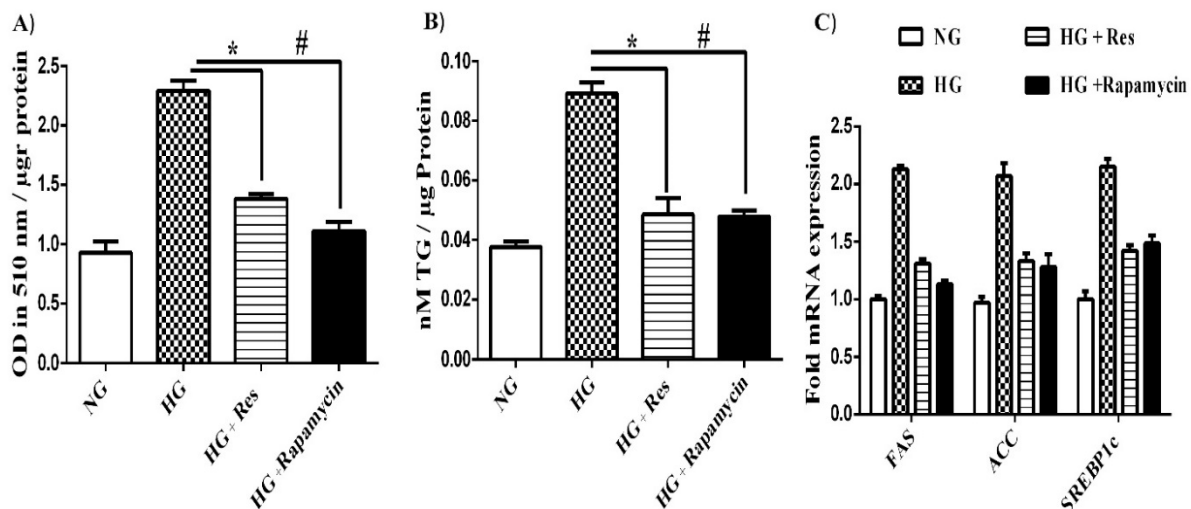 A)
*
#
OD in 510 nm / µgr protein
2.5
2.0
1.5
1.0
0.5
0.0
NG
HG
HG + Res
HG +Rapamycin
B)
*
#
nM TG / µg Protein
0.10
0.08
0.06
0.04
0.02
0.00
NG
HG
HG + Res
HG +Rapamycin
C)
NG
HG + Res
HG
HG +Rapamycin
Fold mRNA expression
2.5
2.0
1.5
1.0
0.5
0.0
FAS
ACC
SREBP1c